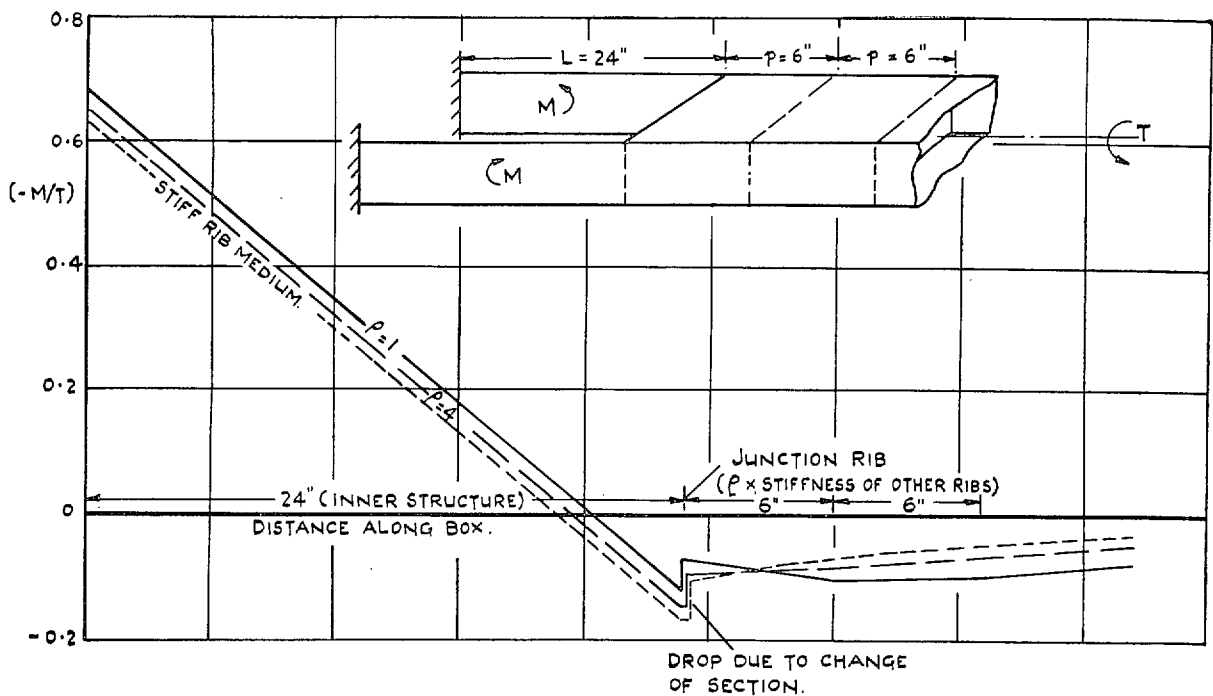 0.8
L = 24"
p = 6"
p = 6"
M
0.6
T
M
(-M/T)
STIFF RIB MEDIUM.
0.4
ρ=1
0.2
ρ=4
JUNCTION RIB
(ρ × STIFFNESS OF OTHER RIBS)
24" (INNER STRUCTURE)
6"
6"
0
DISTANCE ALONG BOX.
-0.2
DROP DUE TO CHANGE
OF SECTION.